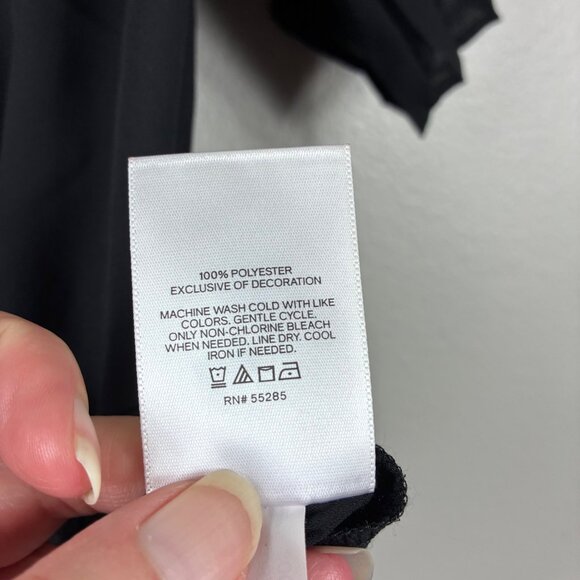 100% POLYESTER
EXCLUSIVE OF DECORATION
MACHINE WASH COLD WITH LIKE
COLORS. GENTLE CYCLE.
ONLY NON-CHLORINE BLEACH
WHEN NEEDED. LINE DRY. COOL
IRON IF NEEDED.
RN# 55285